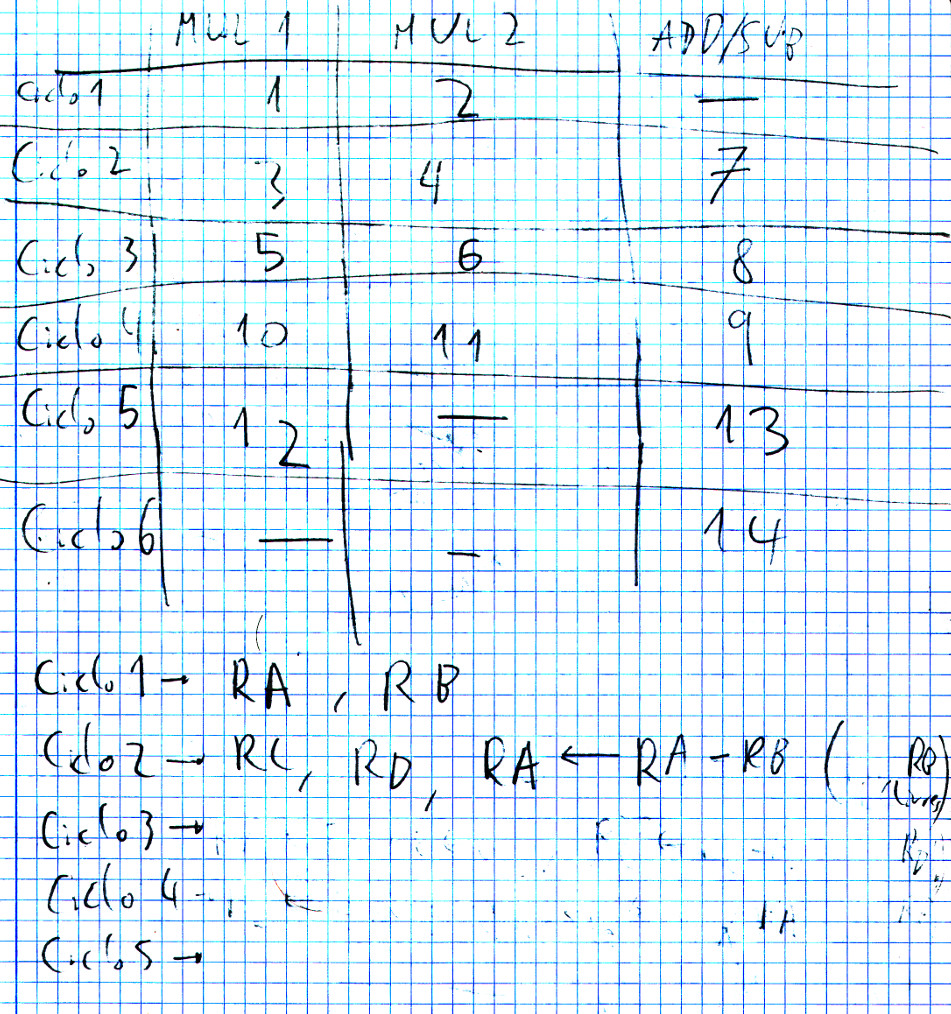 MUL 1 MUL 2 ADD/SUB
Ciclo 1 1 2 —
Ciclo 2 3 4 7
Ciclo 3 5 6 8
Ciclo 4 10 11 9
Ciclo 5 12 — 13
Ciclo 6 — – 14
Ciclo 1 → RA , RB
Ciclo 2 → RC, RD, RA ← RA - RB ( RB
Ciclo 3 →
Ciclo 4 -
Ciclo 5 →